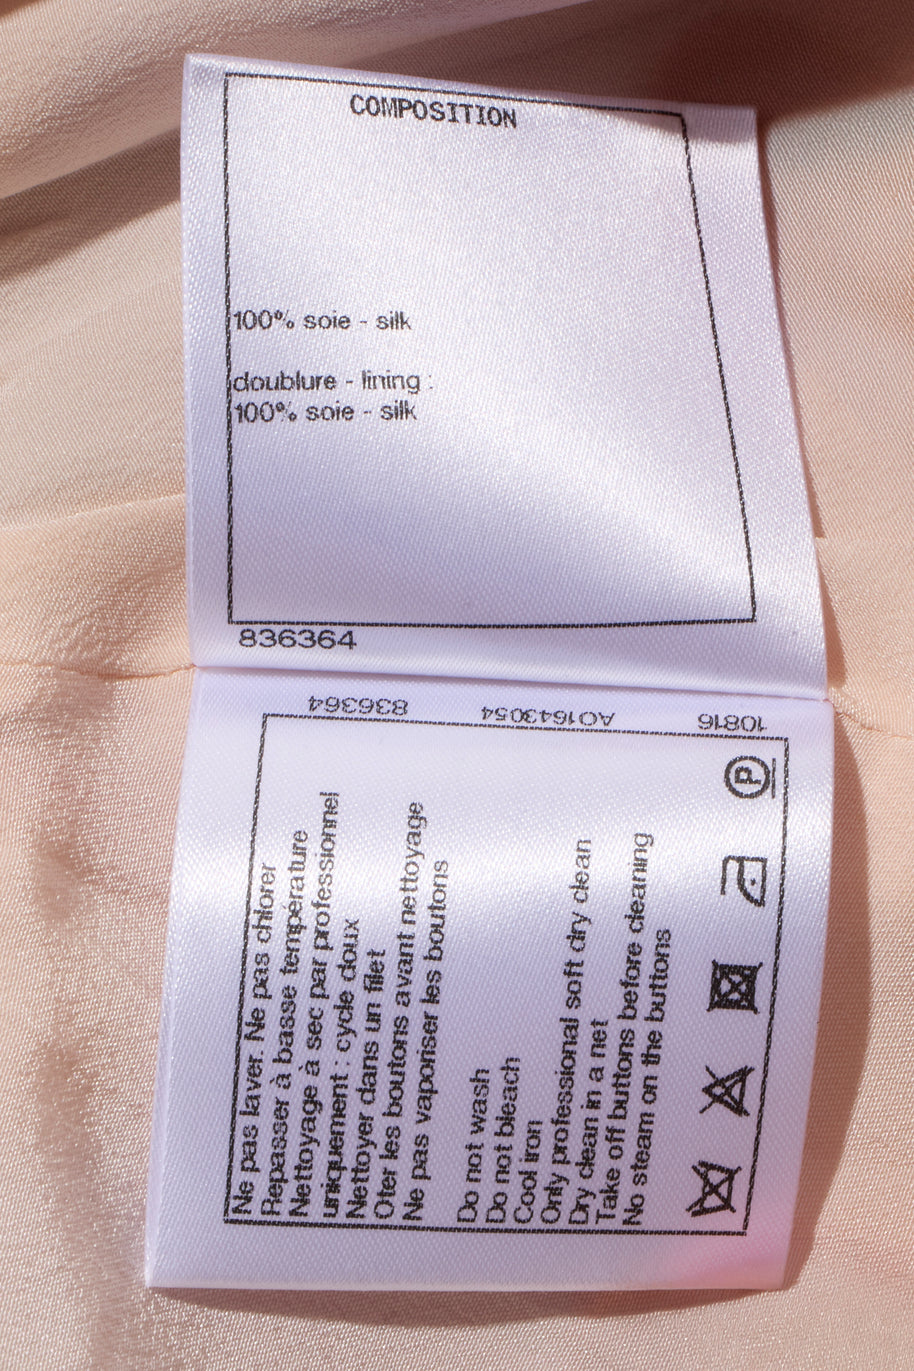 COMPOSITION
100% soie - silk
doublure - lining :
100% soie - silk
836364
836364
AO1643054
10816
Ne pas laver. Ne pas chlorer
Repasser à basse température
Nettoyage à sec par professionnel
uniquement : cycle doux
Nettoyer dans un filet
Oter les boutons avant nettoyage
Ne pas vaporiser les boutons
Do not wash
Do not bleach
Cool iron
Only professional soft dry clean
Dry clean in a net
Take off buttons before cleaning
No steam on the buttons
P